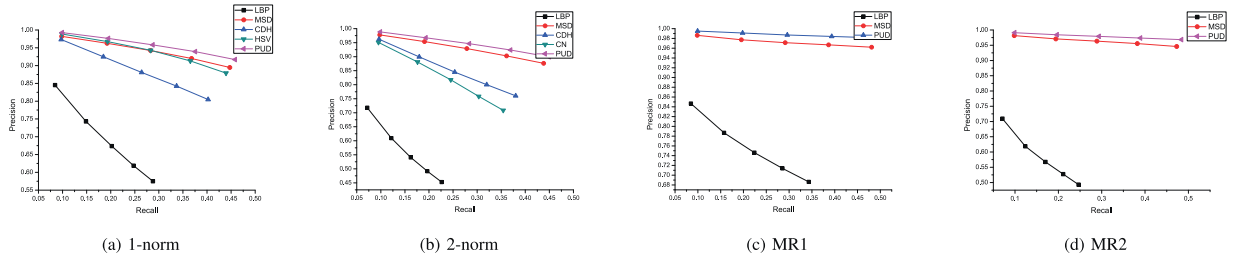 LBP
MSD
CDH
HSV
PUD
1,00
0,95
0,90
0,85
0,80
0,75
0,70
0,65
0,60
0,55
Precision
0,05 0,10 0,15 0,20 0,25 0,30 0,35 0,40 0,45 0,50
Recall
(a) 1-norm
LBP
MSD
CDH
CN
PUD
1,00
0,95
0,90
0,85
0,80
0,75
0,70
0,65
0,60
0,55
0,50
0,45
Precision
0,05 0,10 0,15 0,20 0,25 0,30 0,35 0,40 0,45 0,50
Recall
(b) 2-norm
LBP
MSD
PUD
1,00
0,98
0,96
0,94
0,92
0,90
0,88
0,86
0,84
0,82
0,80
0,78
0,76
0,74
0,72
0,70
0,68
Precision
0,05 0,10 0,15 0,20 0,25 0,30 0,35 0,40 0,45 0,50
Recall
(c) MR1
LBP
MSD
PUD
1,00
0,95
0,90
0,85
0,80
0,75
0,70
0,65
0,60
0,55
0,50
Precision
0,1 0,2 0,3 0,4 0,5
Recall
(d) MR2